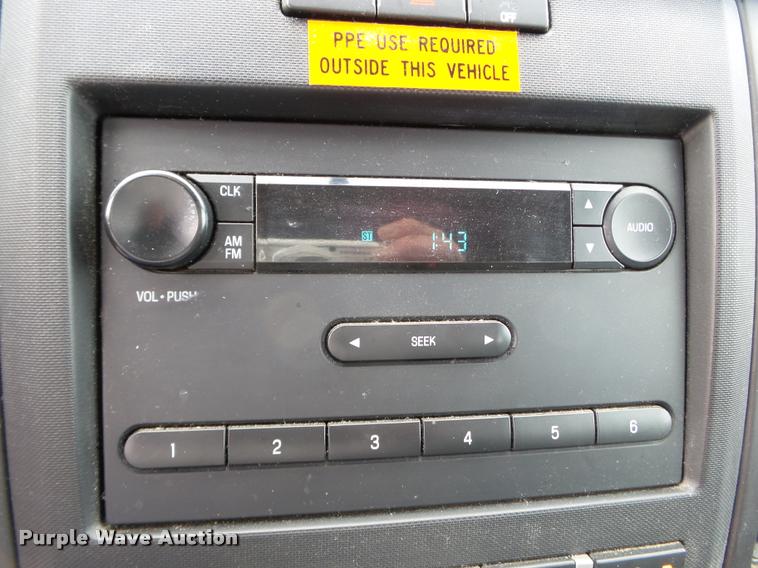 OFF
PPE USE REQUIRED
OUTSIDE THIS VEHICLE
CLK
AM
FM
ST
1:43
▲
▼
AUDIO
VOL • PUSH
◄ SEEK ►
1 2 3 4 5 6
Purple Wave Auction